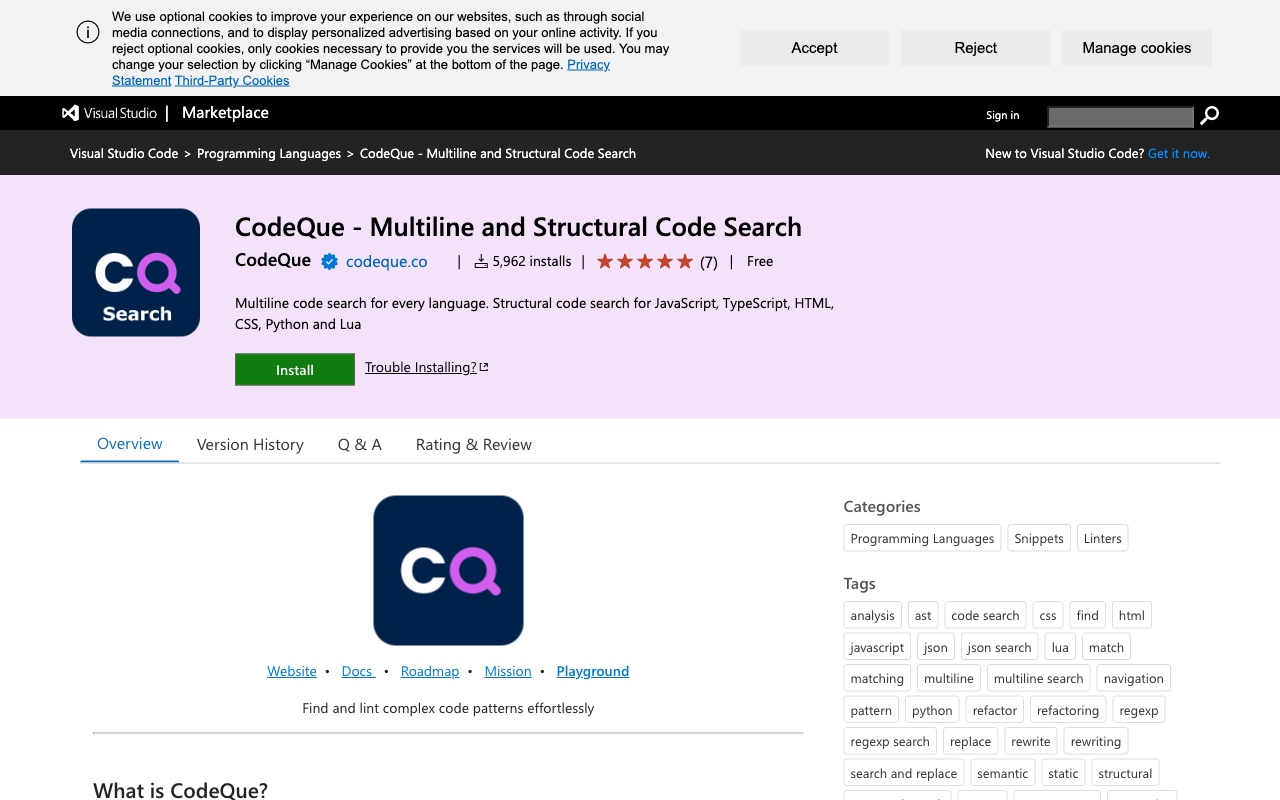 We use optional cookies to improve your experience on our websites, such as through social
media connections, and to display personalized advertising based on your online activity. If you
reject optional cookies, only cookies necessary to provide you the services will be used. You may
change your selection by clicking “Manage Cookies” at the bottom of the page. Privacy
Statement Third-Party Cookies
Accept
Reject
Manage cookies
Visual Studio | Marketplace
Sign in
Visual Studio Code > Programming Languages > CodeQue - Multiline and Structural Code Search
New to Visual Studio Code? Get it now.
CQ
Search
CodeQue - Multiline and Structural Code Search
CodeQue codeque.co | 5,962 installs | (7) | Free
Multiline code search for every language. Structural code search for JavaScript, TypeScript, HTML,
CSS, Python and Lua
Install
Trouble Installing?
Overview
Version History
Q & A
Rating & Review
CQ
Website • Docs • Roadmap • Mission • Playground
Find and lint complex code patterns effortlessly
What is CodeQue?
Categories
Programming Languages Snippets Linters
Tags
analysis ast code search css find html
javascript json json search lua match
matching multiline multiline search navigation
pattern python refactor refactoring regexp
regexp search replace rewrite rewriting
search and replace semantic static structural